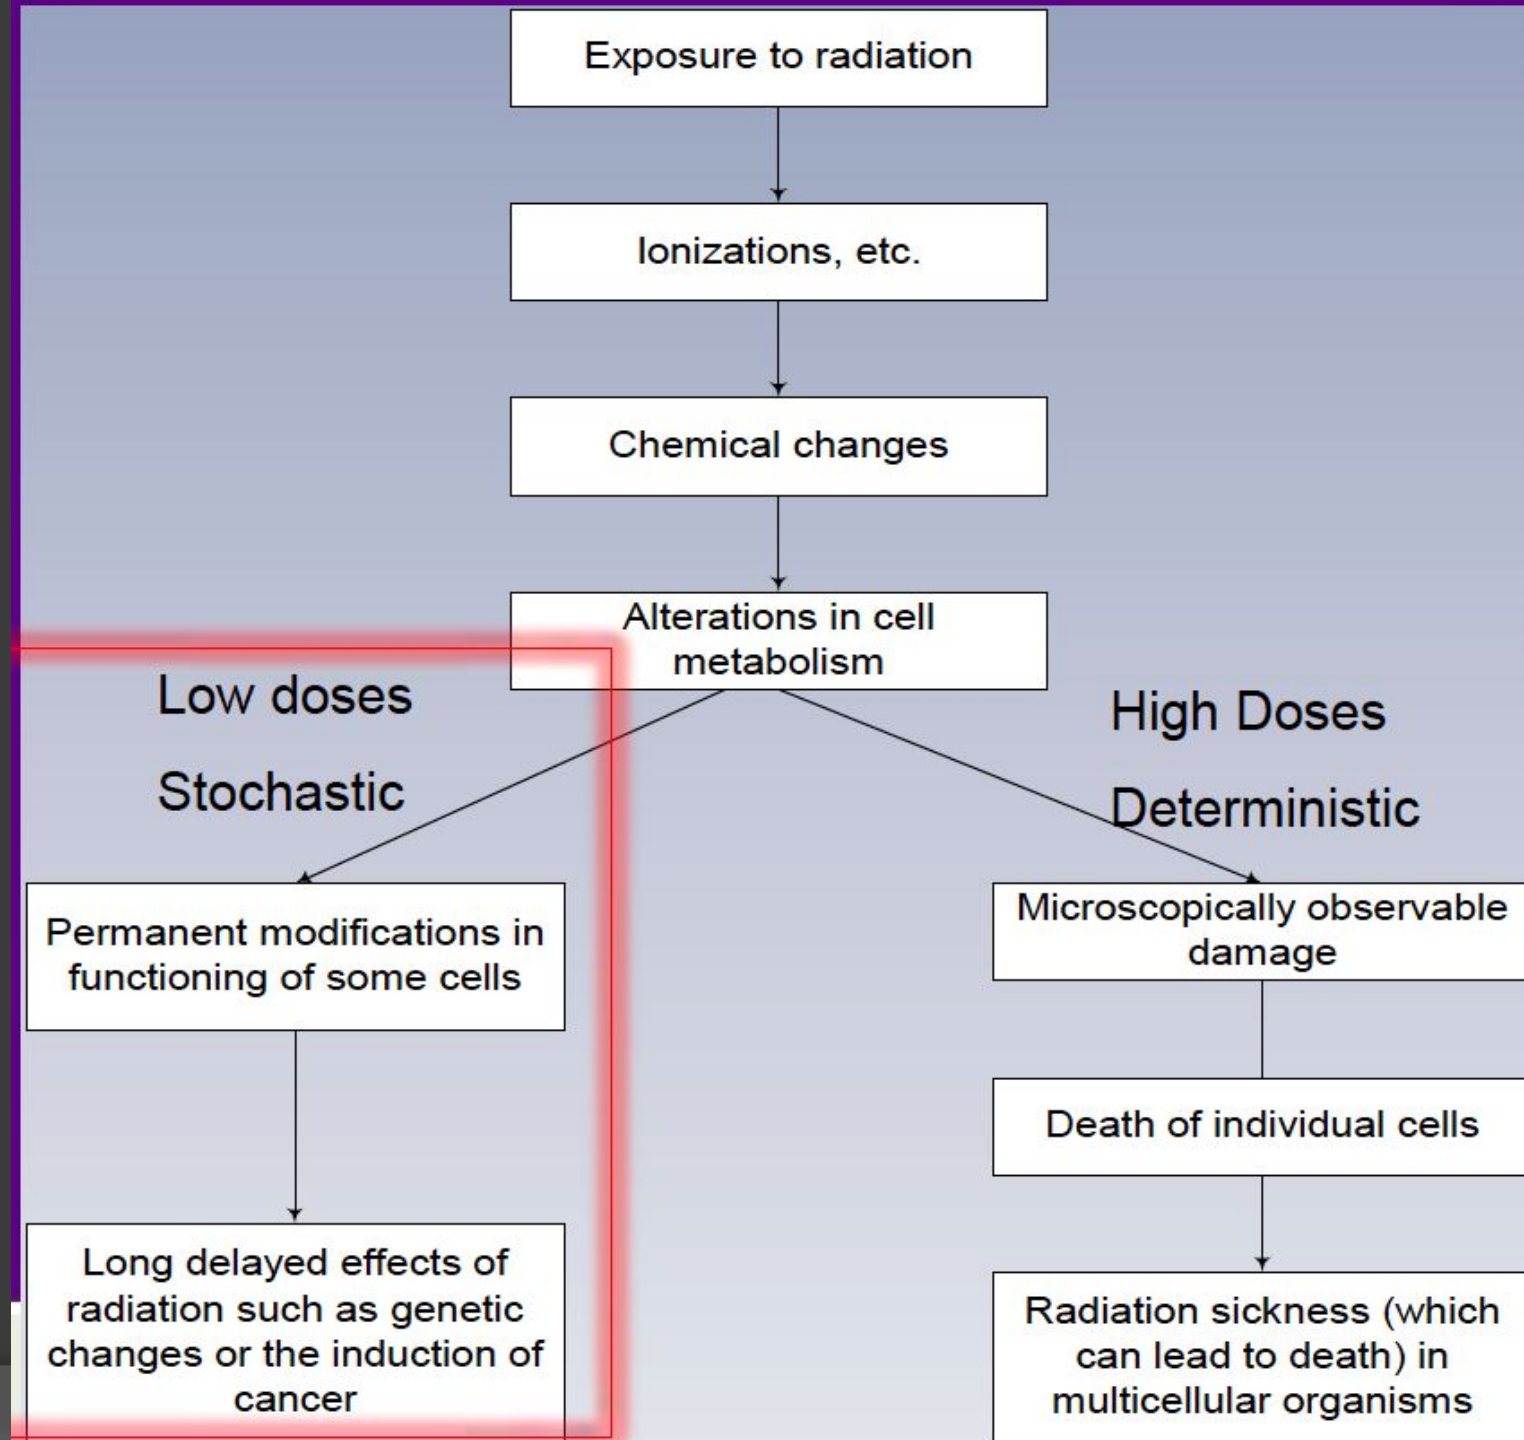 Exposure to radiation
Ionizations, etc.
Chemical changes
Alterations in cell
metabolism
Low doses
Stochastic
High Doses
Deterministic
Permanent modifications in
functioning of some cells
Microscopically observable
damage
Death of individual cells
Long delayed effects of
radiation such as genetic
changes or the induction of
cancer
Radiation sickness (which
can lead to death) in
multicellular organisms